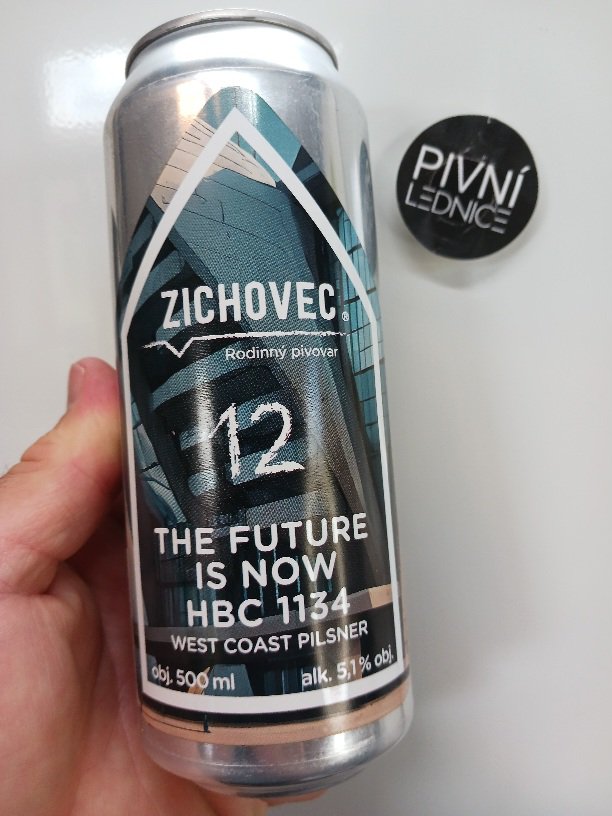 ZICHOVEC®
Rodinný pivovar
12
THE FUTURE
IS NOW
HBC 1134
WEST COAST PILSNER
obj. 500 ml alk. 5,1% obj.
PIVNÍ
LEDNICE